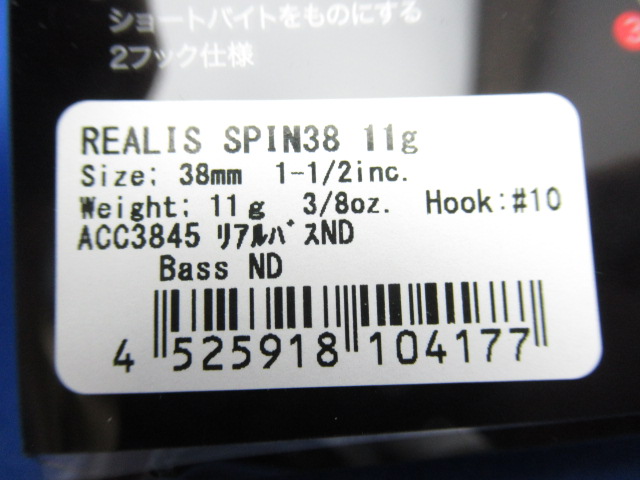 ショートバイトをものにする
2フック仕様
3
REALIS SPIN38 11g
Size: 38mm 1-1/2inc.
Weight: 11g 3/8oz. Hook:#10
ACC3845 ﾘｱﾙﾊﾞｽND
Bass ND
4 525918 104177